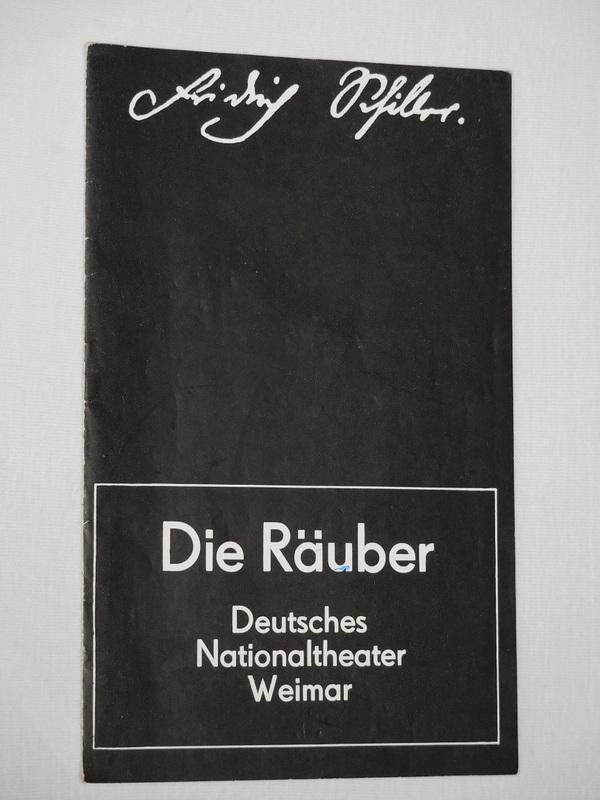 Friedrich Schiller.
Die Räuber
Deutsches
Nationaltheater
Weimar